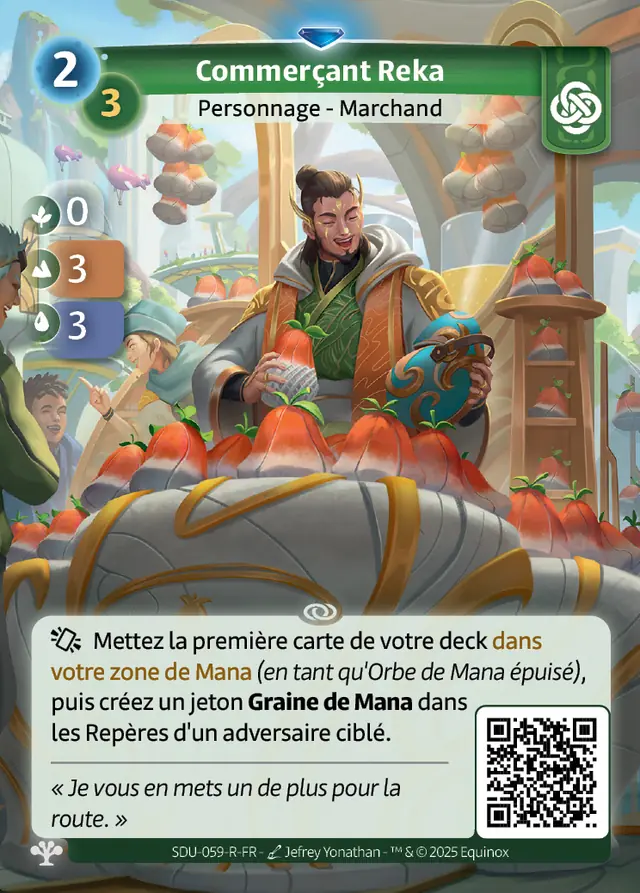 2
Commerçant Reka
3
Personnage - Marchand
0
3
3
Mettez la première carte de votre deck dans
votre zone de Mana (en tant qu'Orbe de Mana épuisé),
puis créez un jeton Graine de Mana dans
les Repères d'un adversaire ciblé.
« Je vous en mets un de plus pour la
route. »
SDU-059-R-FR - Jefrey Yonathan - ™ & © 2025 Equinox